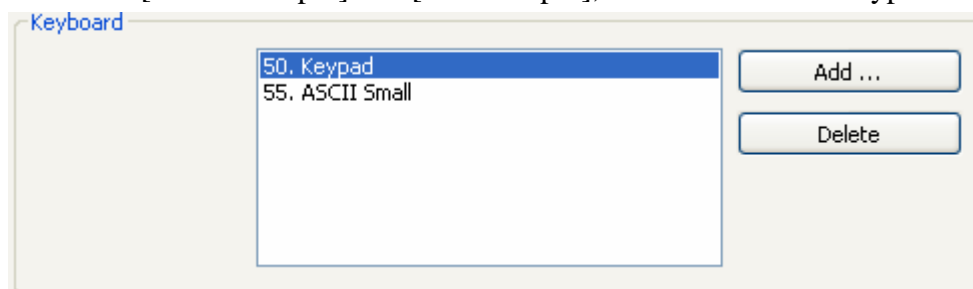 Keyboard
50. Keypad
55. ASCII Small
Add ...
Delete